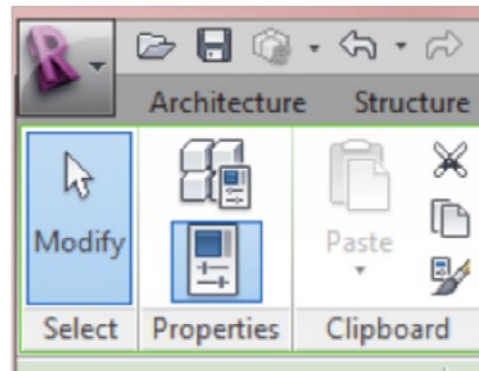 R
Architecture Structure
Modify
Paste
Select Properties Clipboard